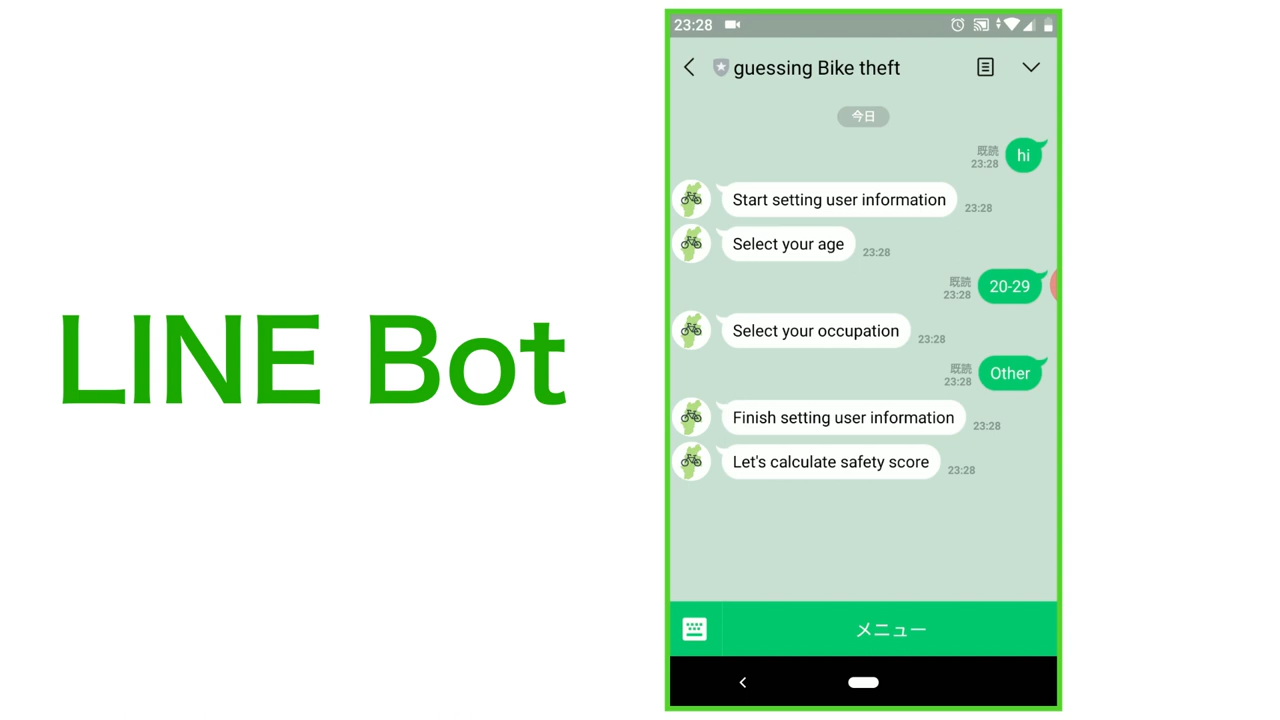 LINE Bot
23:28
guessing Bike theft
今日
既読
23:28
hi
Start setting user information
23:28
Select your age
23:28
既読
23:28
20-29
Select your occupation
23:28
既読
23:28
Other
Finish setting user information
23:28
Let's calculate safety score
23:28
メニュー